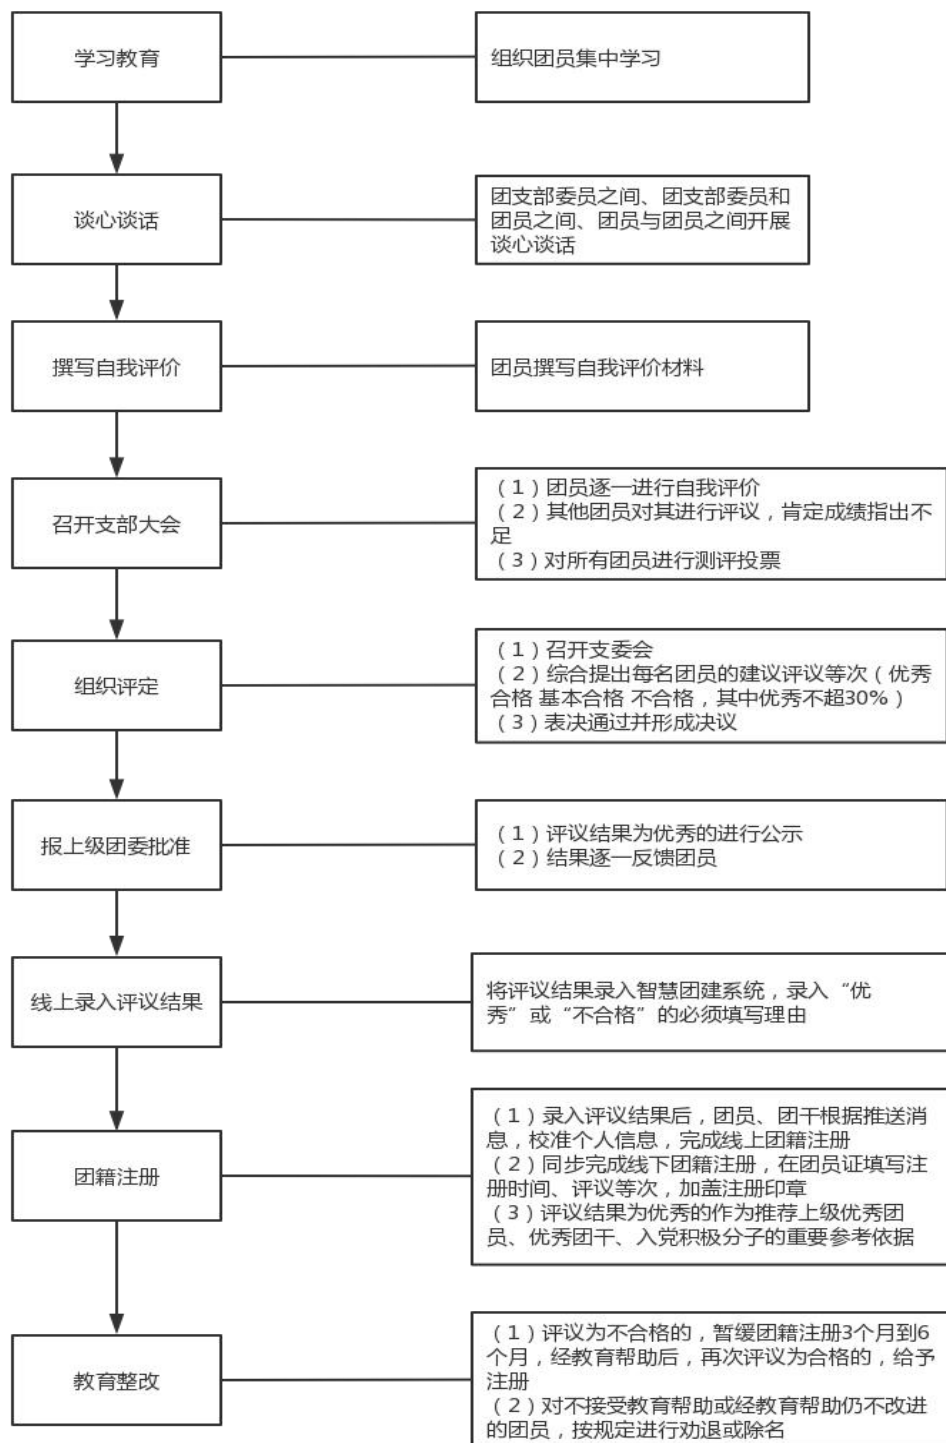 学习教育
组织团员集中学习
谈心谈话
团支部委员之间、团支部委员和
团员之间、团员与团员之间开展
谈心谈话
撰写自我评价
团员撰写自我评价材料
召开支部大会
（1）团员逐一进行自我评价
（2）其他团员对其进行评议，肯定成绩指出不
足
（3）对所有团员进行测评投票
组织评定
（1）召开支委会
（2）综合提出每名团员的建议评议等次（优秀
合格 基本合格 不合格，其中优秀不超30%）
（3）表决通过并形成决议
报上级团委批准
（1）评议结果为优秀的进行公示
（2）结果逐一反馈团员
线上录入评议结果
将评议结果录入智慧团建系统，录入“优
秀”或“不合格”的必须填写理由
团籍注册
（1）录入评议结果后，团员、团干根据推送消
息，校准个人信息，完成线上团籍注册
（2）同步完成线下团籍注册，在团员证填写注
册时间、评议等次，加盖注册印章
（3）评议结果为优秀的作为推荐上级优秀团
员、优秀团干、入党积极分子的重要参考依据
教育整改
（1）评议为不合格的，暂缓团籍注册3个月到6
个月，经教育帮助后，再次评议为合格的，给予
注册
（2）对不接受教育帮助或经教育帮助仍不改进
的团员，按规定进行劝退或除名